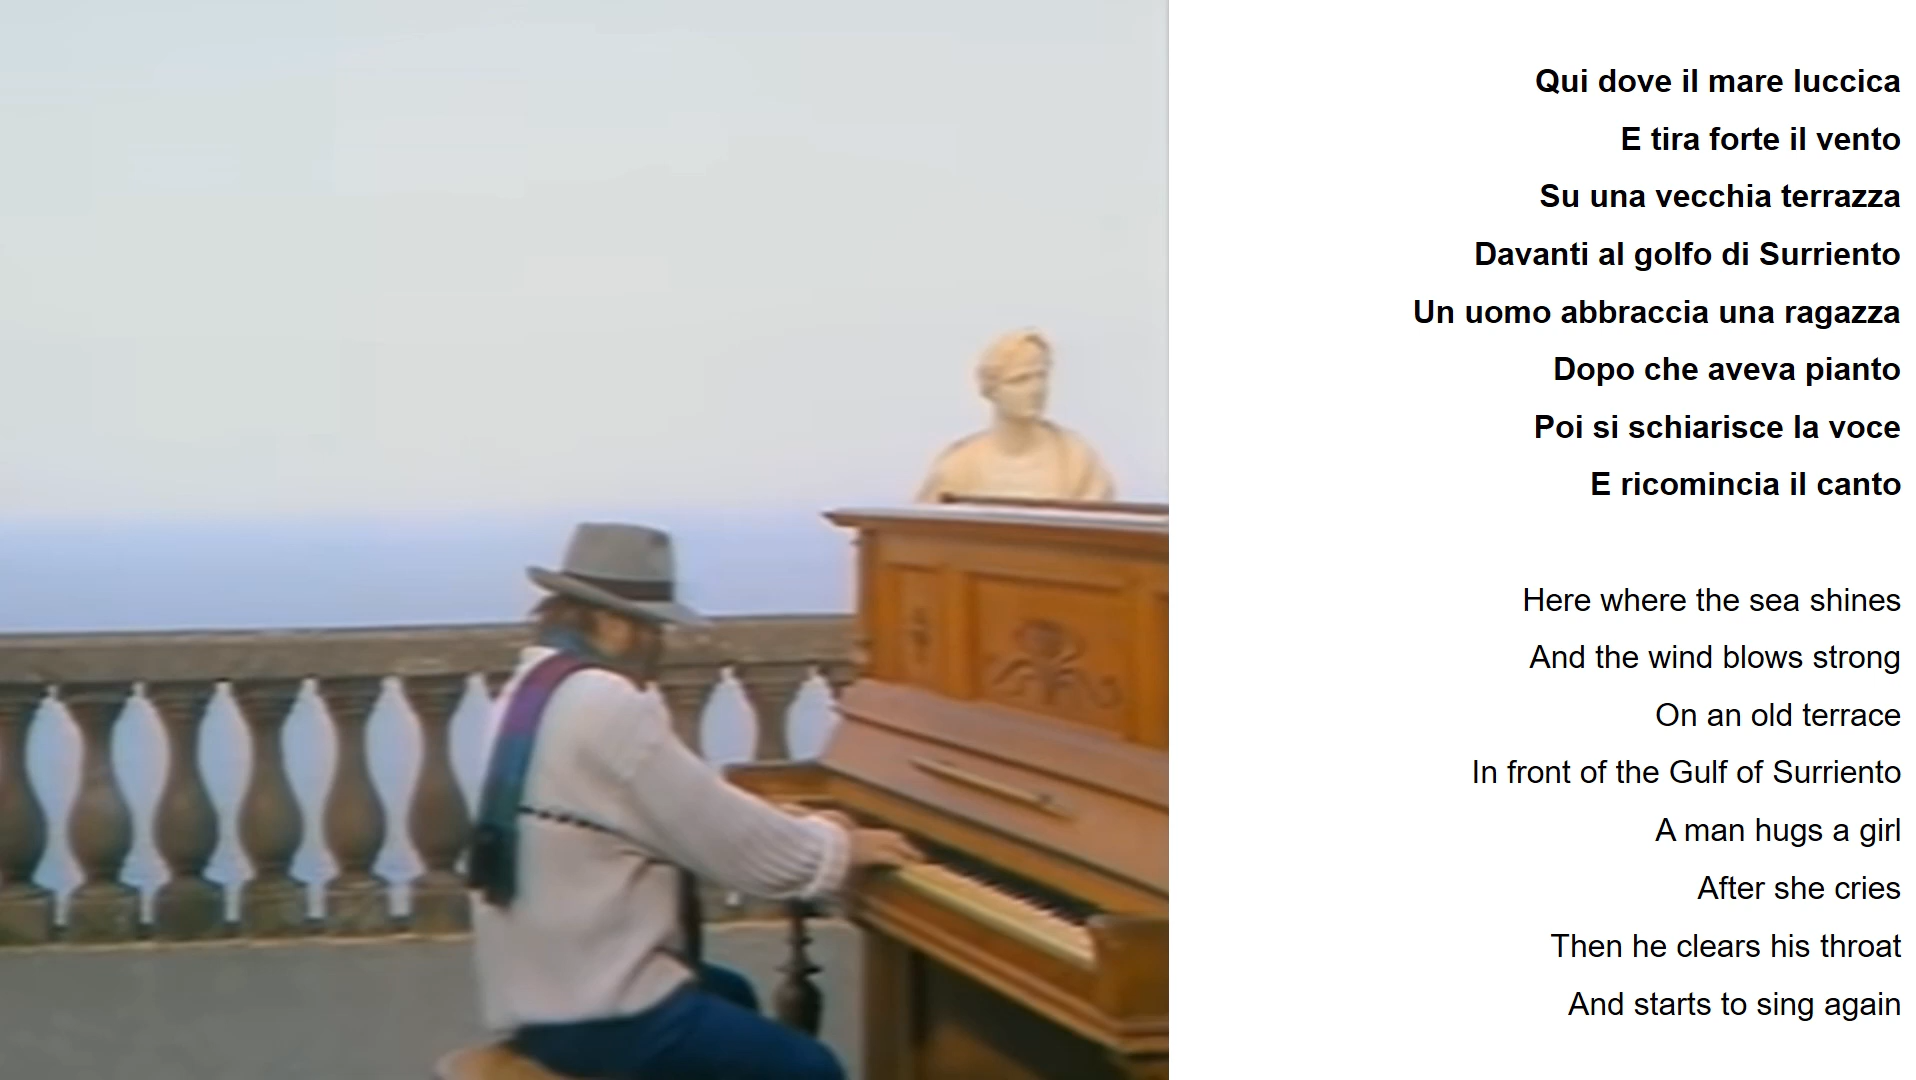 Qui dove il mare luccica
E tira forte il vento
Su una vecchia terrazza
Davanti al golfo di Surriento
Un uomo abbraccia una ragazza
Dopo che aveva pianto
Poi si schiarisce la voce
E ricomincia il canto
Here where the sea shines
And the wind blows strong
On an old terrace
In front of the Gulf of Surriento
A man hugs a girl
After she cries
Then he clears his throat
And starts to sing again